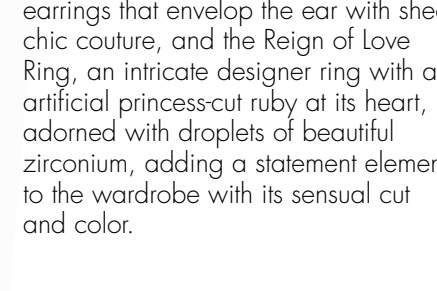 earrings that envelop the ear with
chic couture, and the Reign of Love
Ring, an intricate designer ring with a
artificial princess-cut ruby at its heart,
adorned with droplets of beautiful
zirconium, adding a statement
to the wardrobe with its sensual cut
and color.